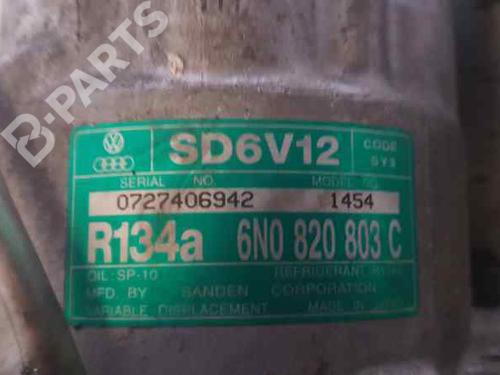 B-PARTS
SD6V12
CODE
SERIAL NO.
MODEL NO.
0727406942
1454
R134a 6N0 820 803 C
OIL: SP-10
REFRIGERANT
MFD. BY SANDEN CORPORATION
VARIABLE DISPLACEMENT
MADE IN